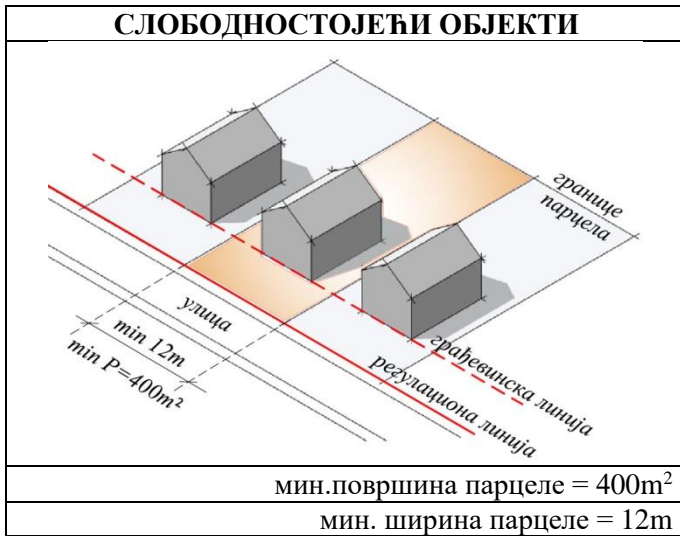 СЛОБОДНОСТОЈЕЋИ ОБЈЕКТИ
границе
парцела
улица
min 12m
min P=400m²
грађевинска линија
регулациона линија
мин.површина парцеле = 400m²
мин. ширина парцеле = 12m